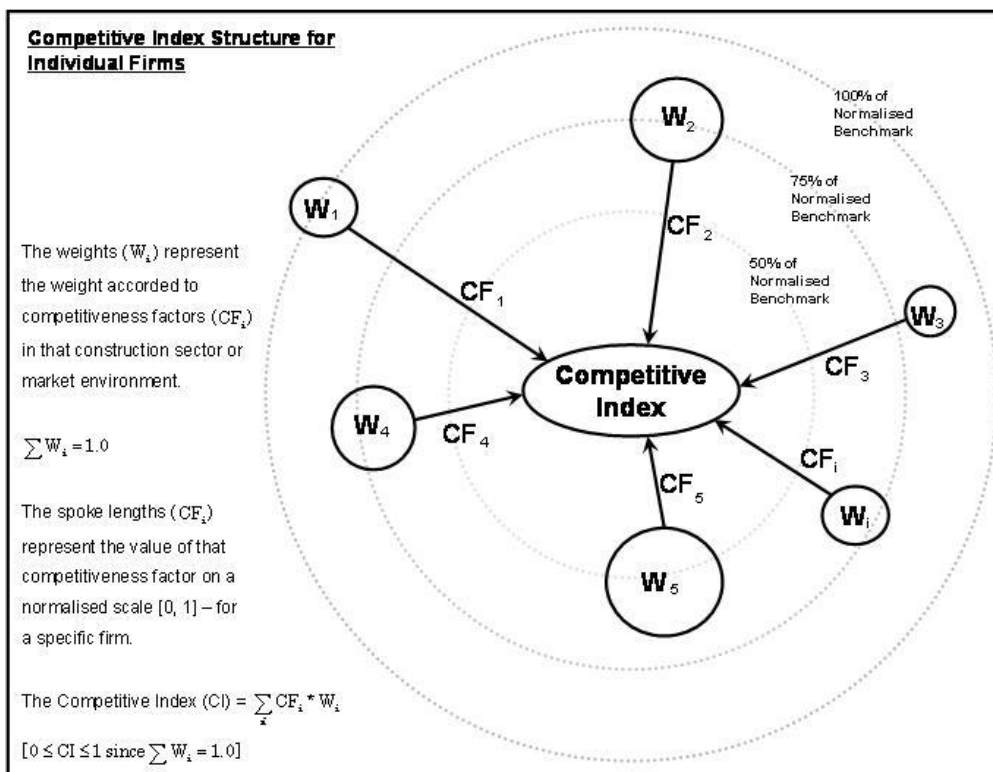 Competitive Index Structure for
Individual Firms
100% of
Normalised
Benchmark
W₂
75% of
Normalised
Benchmark
W₁
CF₂
50% of
Normalised
Benchmark
The weights (Wᵢ) represent
the weight accorded to
competitiveness factors (CFᵢ)
in that construction sector or
market environment.
CF₁
W₃
CF₃
Competitive
Index
W₄
CF₄
∑ Wᵢ = 1.0
CFᵢ
CF₅
Wᵢ
W₅
The spoke lengths (CFᵢ)
represent the value of that
competitiveness factor on a
normalised scale [0, 1] – for
a specific firm.
The Competitive Index (CI) = ∑ᵢ CFᵢ * Wᵢ
[0 ≤ CI ≤ 1 since ∑ Wᵢ = 1.0]